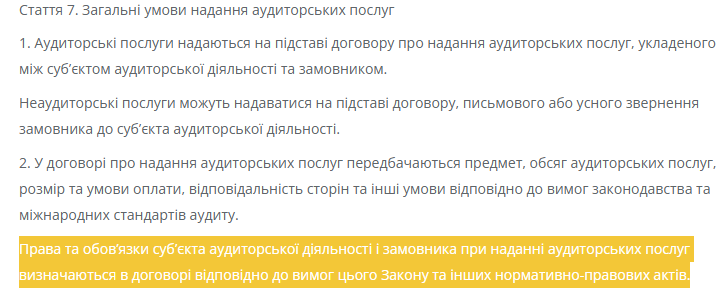 Стаття 7. Загальні умови надання аудиторських послуг
1. Аудиторські послуги надаються на підставі договору про надання аудиторських послуг, укладеного
між суб’єктом аудиторської діяльності та замовником.
Неаудиторські послуги можуть надаватися на підставі договору, письмового або усного звернення
замовника до суб’єкта аудиторської діяльності.
2. У договорі про надання аудиторських послуг передбачаються предмет, обсяг аудиторських послуг,
розмір та умови оплати, відповідальність сторін та інші умови відповідно до вимог законодавства та
міжнародних стандартів аудиту.
Права та обов’язки суб’єкта аудиторської діяльності і замовника при наданні аудиторських послуг
визначаються в договорі відповідно до вимог цього Закону та інших нормативно-правових актів.